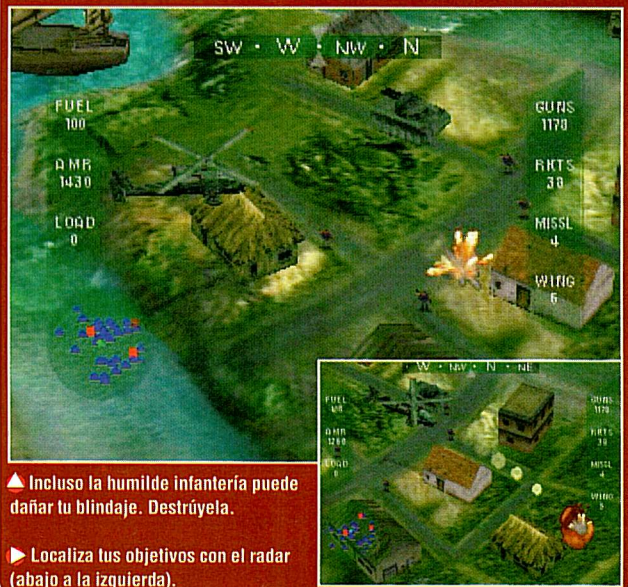 SW · W · NW · N
FUEL
100
AMR
1430
LOAD
0
GUNS
1170
RKTS
38
MISSL
4
WING
6
· W · NW · N · NE
FUEL
AMR
1260
LOAD
0
GUNS
1170
RKTS
38
MISSL
4
WING
6
Incluso la humilde infantería puede
dañar tu blindaje. Destrúyela.
Localiza tus objetivos con el radar
(abajo a la izquierda).